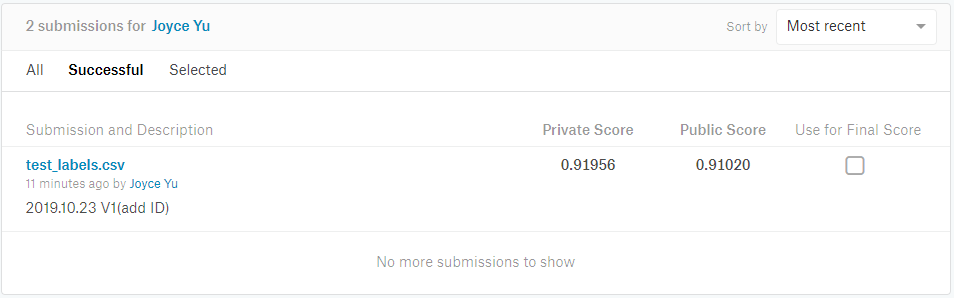 2 submissions for Joyce Yu
Sort by Most recent
All Successful Selected
Submission and Description Private Score Public Score Use for Final Score
test_labels.csv 0.91956 0.91020
11 minutes ago by Joyce Yu
2019.10.23 V1(add ID)
No more submissions to show